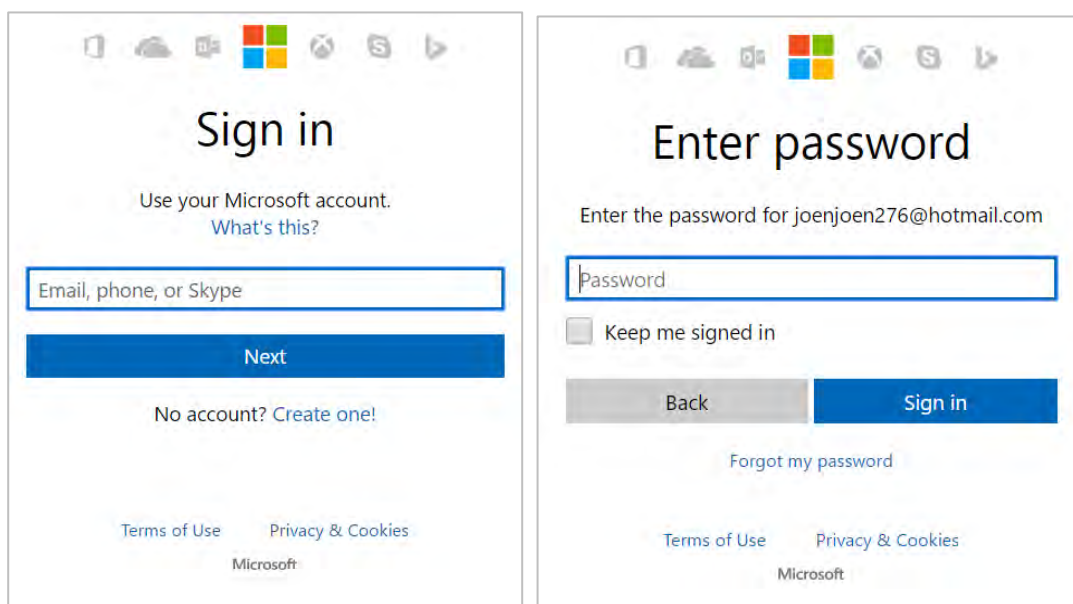 Sign in
Use your Microsoft account.
What's this?
Email, phone, or Skype
Next
No account? Create one!
Terms of Use Privacy & Cookies
Microsoft
Enter password
Enter the password for joenjoen276@hotmail.com
Password
Keep me signed in
Back Sign in
Forgot my password
Terms of Use Privacy & Cookies
Microsoft